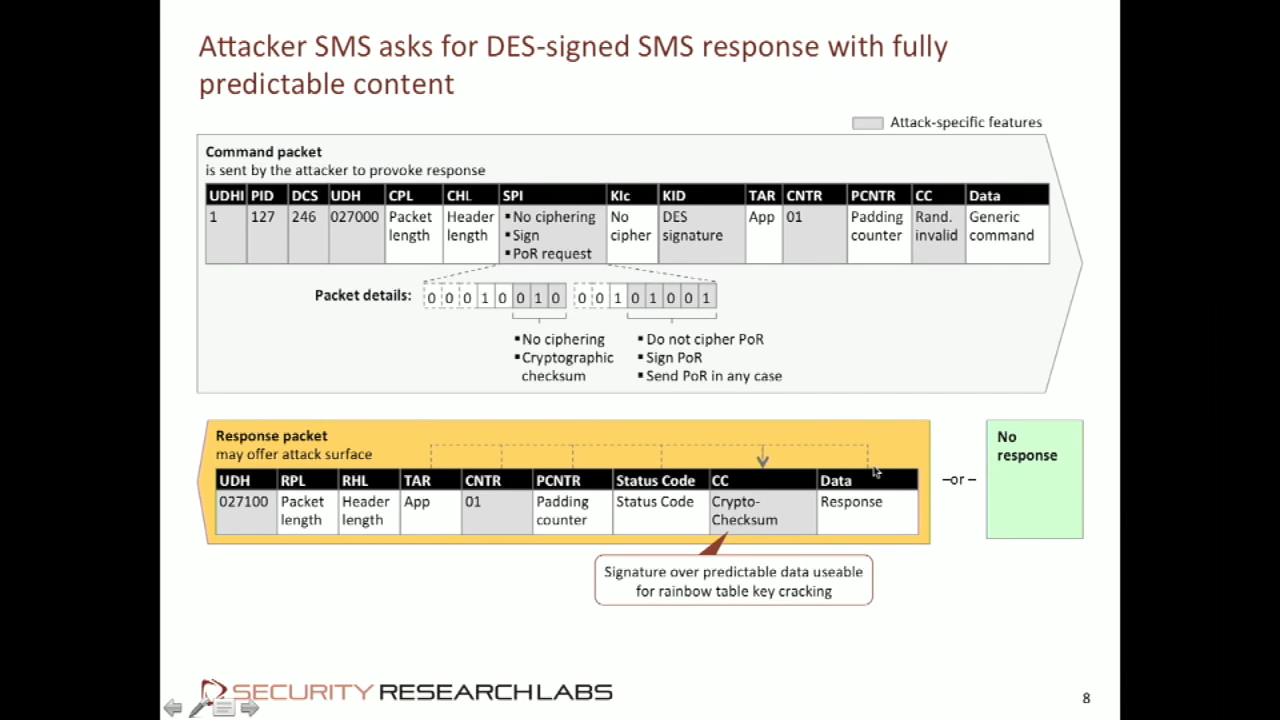 Attacker SMS asks for DES-signed SMS response with fully
predictable content
Attack-specific features
Command packet
is sent by the attacker to provoke response
UDHI PID DCS UDH CPL CHL SPI KIc KID TAR CNTR PCNTR CC Data
1 127 246 027000 Packet Header ▪No ciphering No DES App 01 Padding Rand. Generic
length length ▪Sign cipher signature counter invalid command
▪PoR request
Packet details: 0 0 0 1 0 0 1 0 0 0 1 0 1 0 0 1
▪No ciphering ▪Do not cipher PoR
▪Cryptographic ▪Sign PoR
checksum ▪Send PoR in any case
Response packet
may offer attack surface
UDH RPL RHL TAR CNTR PCNTR Status Code CC Data
027100 Packet Header App 01 Padding Status Code Crypto- Response
length length counter Checksum
–or–
No
response
Signature over predictable data useable
for rainbow table key cracking
SECURITY RESEARCH LABS
8